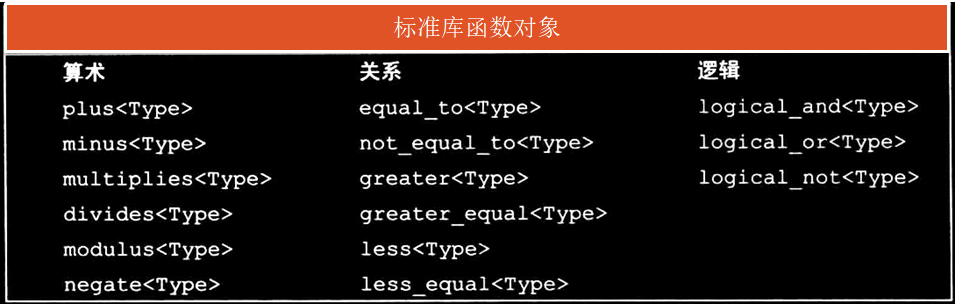 标准库函数对象
算术 关系 逻辑
plus<Type> equal_to<Type> logical_and<Type>
minus<Type> not_equal_to<Type> logical_or<Type>
multiplies<Type> greater<Type> logical_not<Type>
divides<Type> greater_equal<Type>
modulus<Type> less<Type>
negate<Type> less_equal<Type>